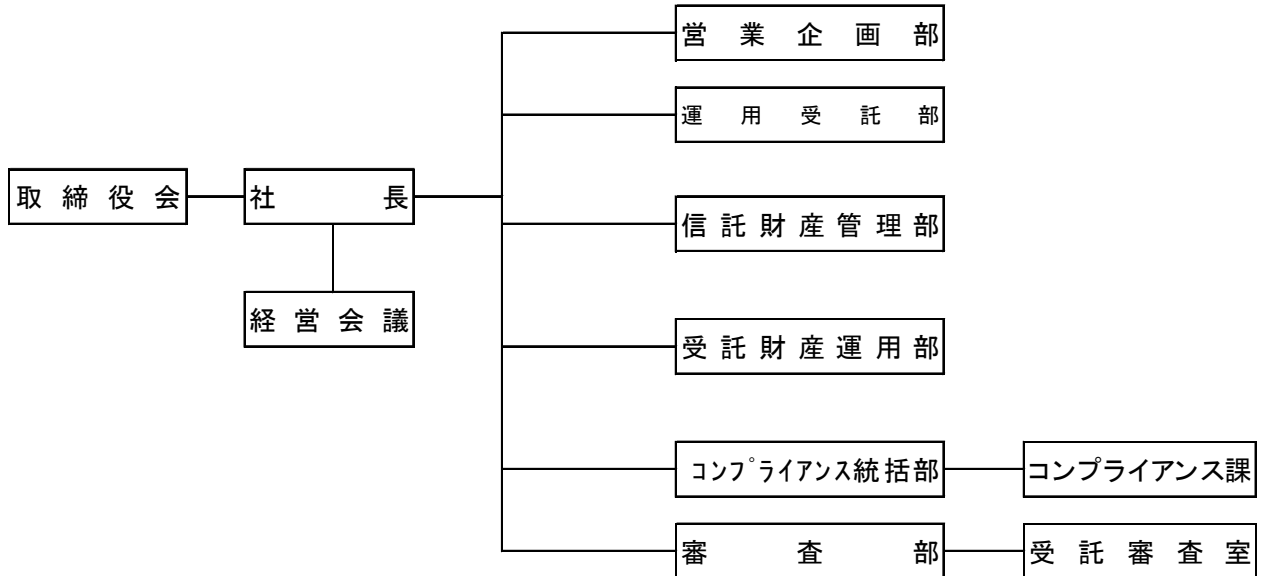 営業企画部
運用受託部
取締役会
社長
信託財産管理部
経営会議
受託財産運用部
コンプライアンス統括部
コンプライアンス課
審査部
受託審査室